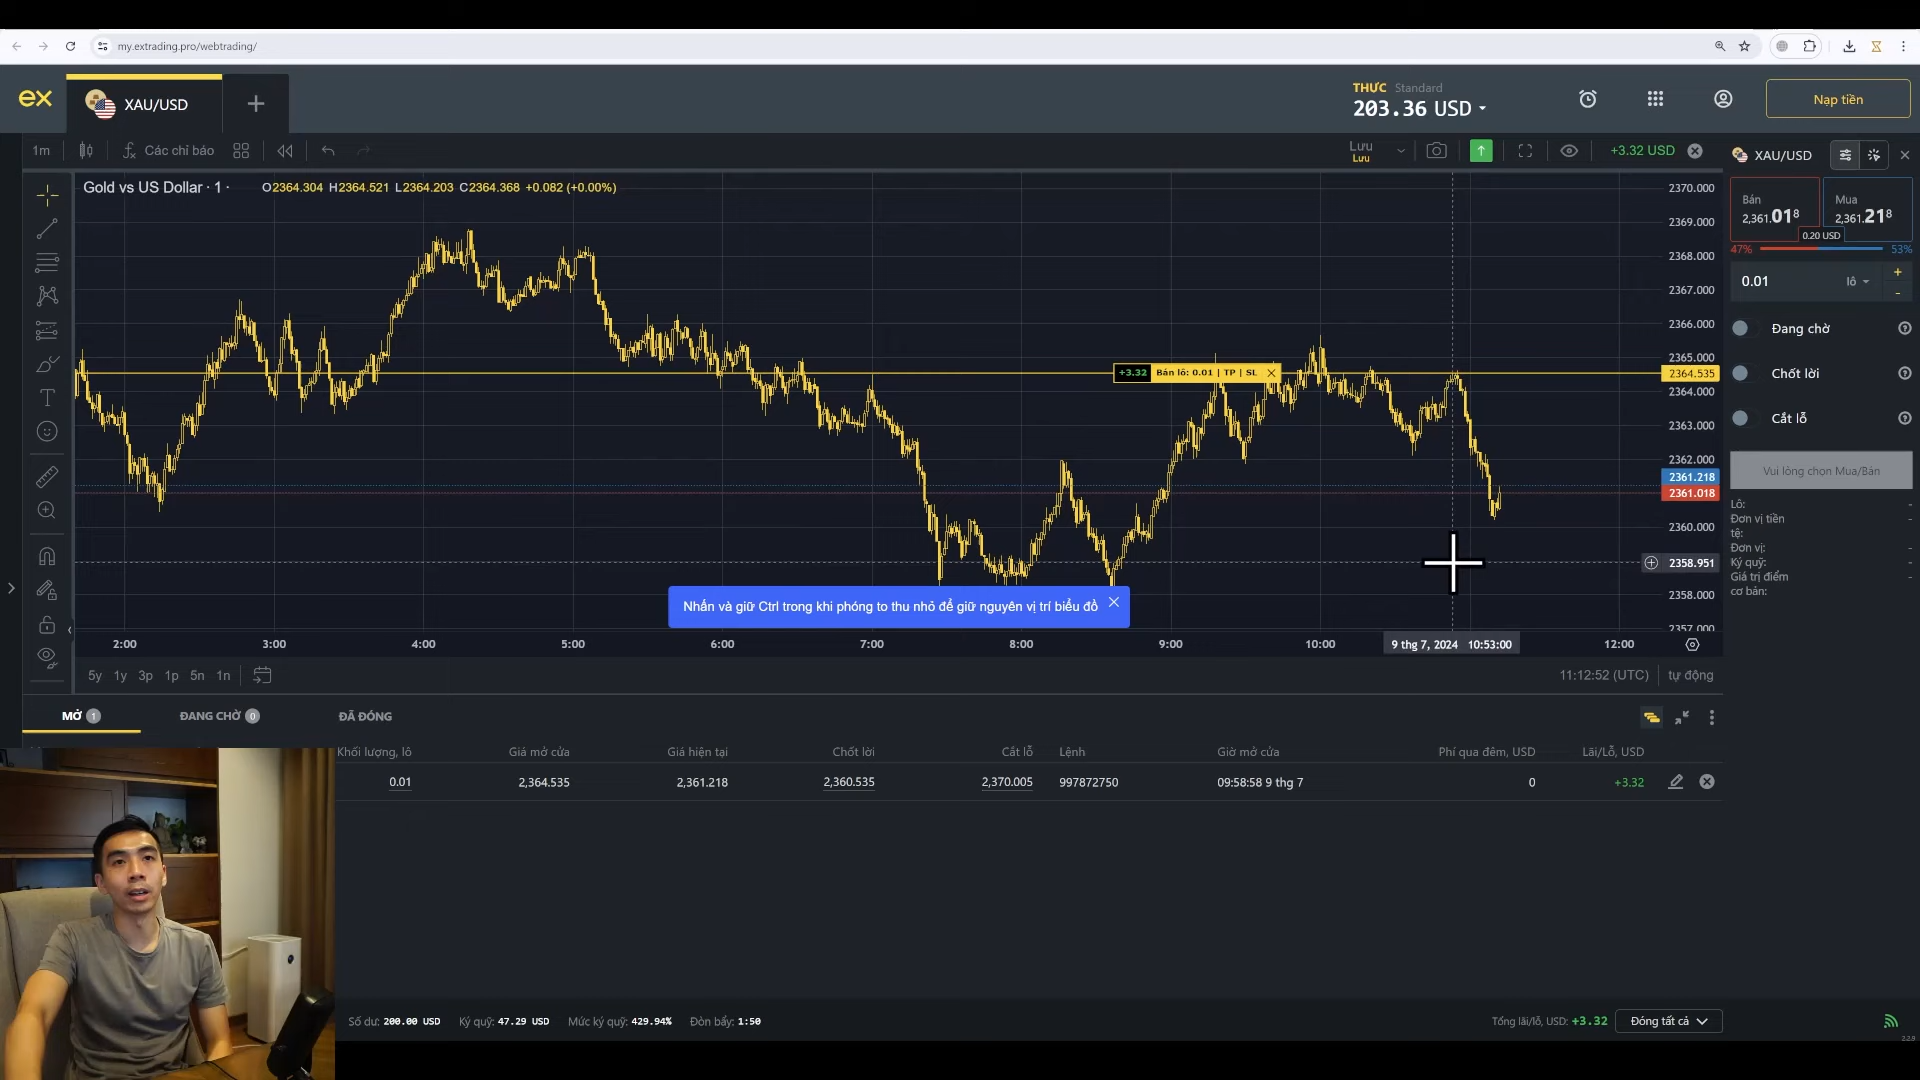 my.extrading.pro/webtrading/
ex
XAU/USD
THỰC Standard
203.36 USD
Nạp tiền
1m
Các chỉ báo
Lưu
Lưu
+3.32 USD
XAU/USD
Gold vs US Dollar · 1 ·
O2364.304 H2364.521 L2364.203 C2364.368 +0.082 (+0.00%)
2370.000
2369.000
2368.000
2367.000
2366.000
2365.000
2364.535
2364.000
2363.000
2362.000
2361.218
2361.018
2360.000
2358.951
2358.000
2357.000
+3.32 Bán lô: 0.01 | TP | SL
Bán
2,361.018
Mua
2,361.218
0.20 USD
47%
53%
0.01 lô
+
-
Đang chờ
Chốt lời
Cắt lỗ
Vui lòng chọn Mua/Bán
Lô: -
Đơn vị tiền tệ: -
Đơn vị: -
Ký quỹ: -
Giá trị điểm cơ bản: -
Nhấn và giữ Ctrl trong khi phóng to thu nhỏ để giữ nguyên vị trí biểu đồ
2:00 3:00 4:00 5:00 6:00 7:00 8:00 9:00 10:00 9 thg 7, 2024 10:53:00 12:00
5y 1y 3p 1p 5n 1n
11:12:52 (UTC) tự động
MỞ 1
ĐANG CHỜ 0
ĐÃ ĐÓNG
Khối lượng, lô Giá mở cửa Giá hiện tại Chốt lời Cắt lỗ Lệnh Giờ mở cửa Phí qua đêm, USD Lãi/Lỗ, USD
0.01 2,364.535 2,361.218 2,360.535 2,370.005 997872750 09:58:58 9 thg 7 0 +3.32
Số dư: 200.00 USD Ký quỹ: 47.29 USD Mức ký quỹ: 429.94% Đòn bẩy: 1:50
Tổng lãi/lỗ, USD: +3.32
Đóng tất cả
2.2.9